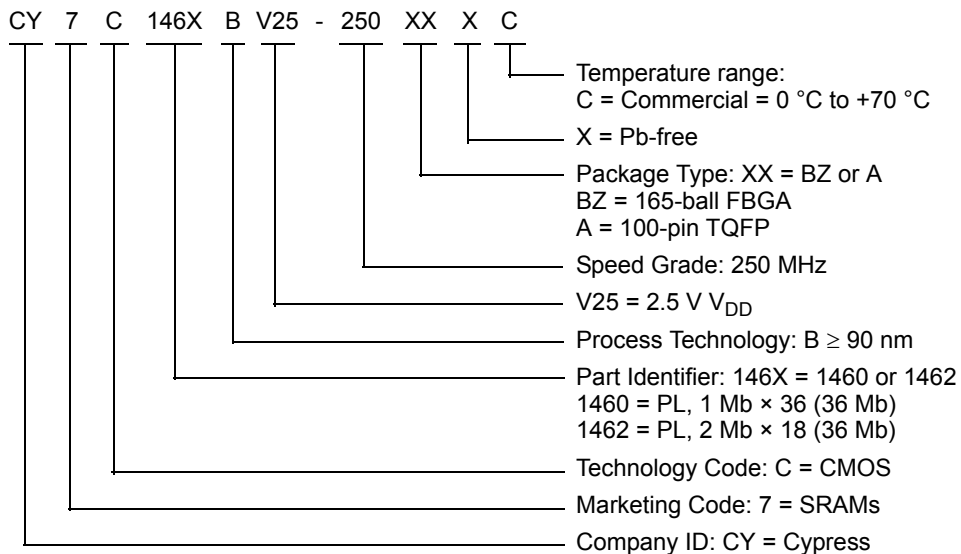 CY 7 C 146X B V25 - 250 XX X C
Temperature range:
C = Commercial = 0 °C to +70 °C
X = Pb-free
Package Type: XX = BZ or A
BZ = 165-ball FBGA
A = 100-pin TQFP
Speed Grade: 250 MHz
V25 = 2.5 V VDD
Process Technology: B ≥ 90 nm
Part Identifier: 146X = 1460 or 1462
1460 = PL, 1 Mb × 36 (36 Mb)
1462 = PL, 2 Mb × 18 (36 Mb)
Technology Code: C = CMOS
Marketing Code: 7 = SRAMs
Company ID: CY = Cypress